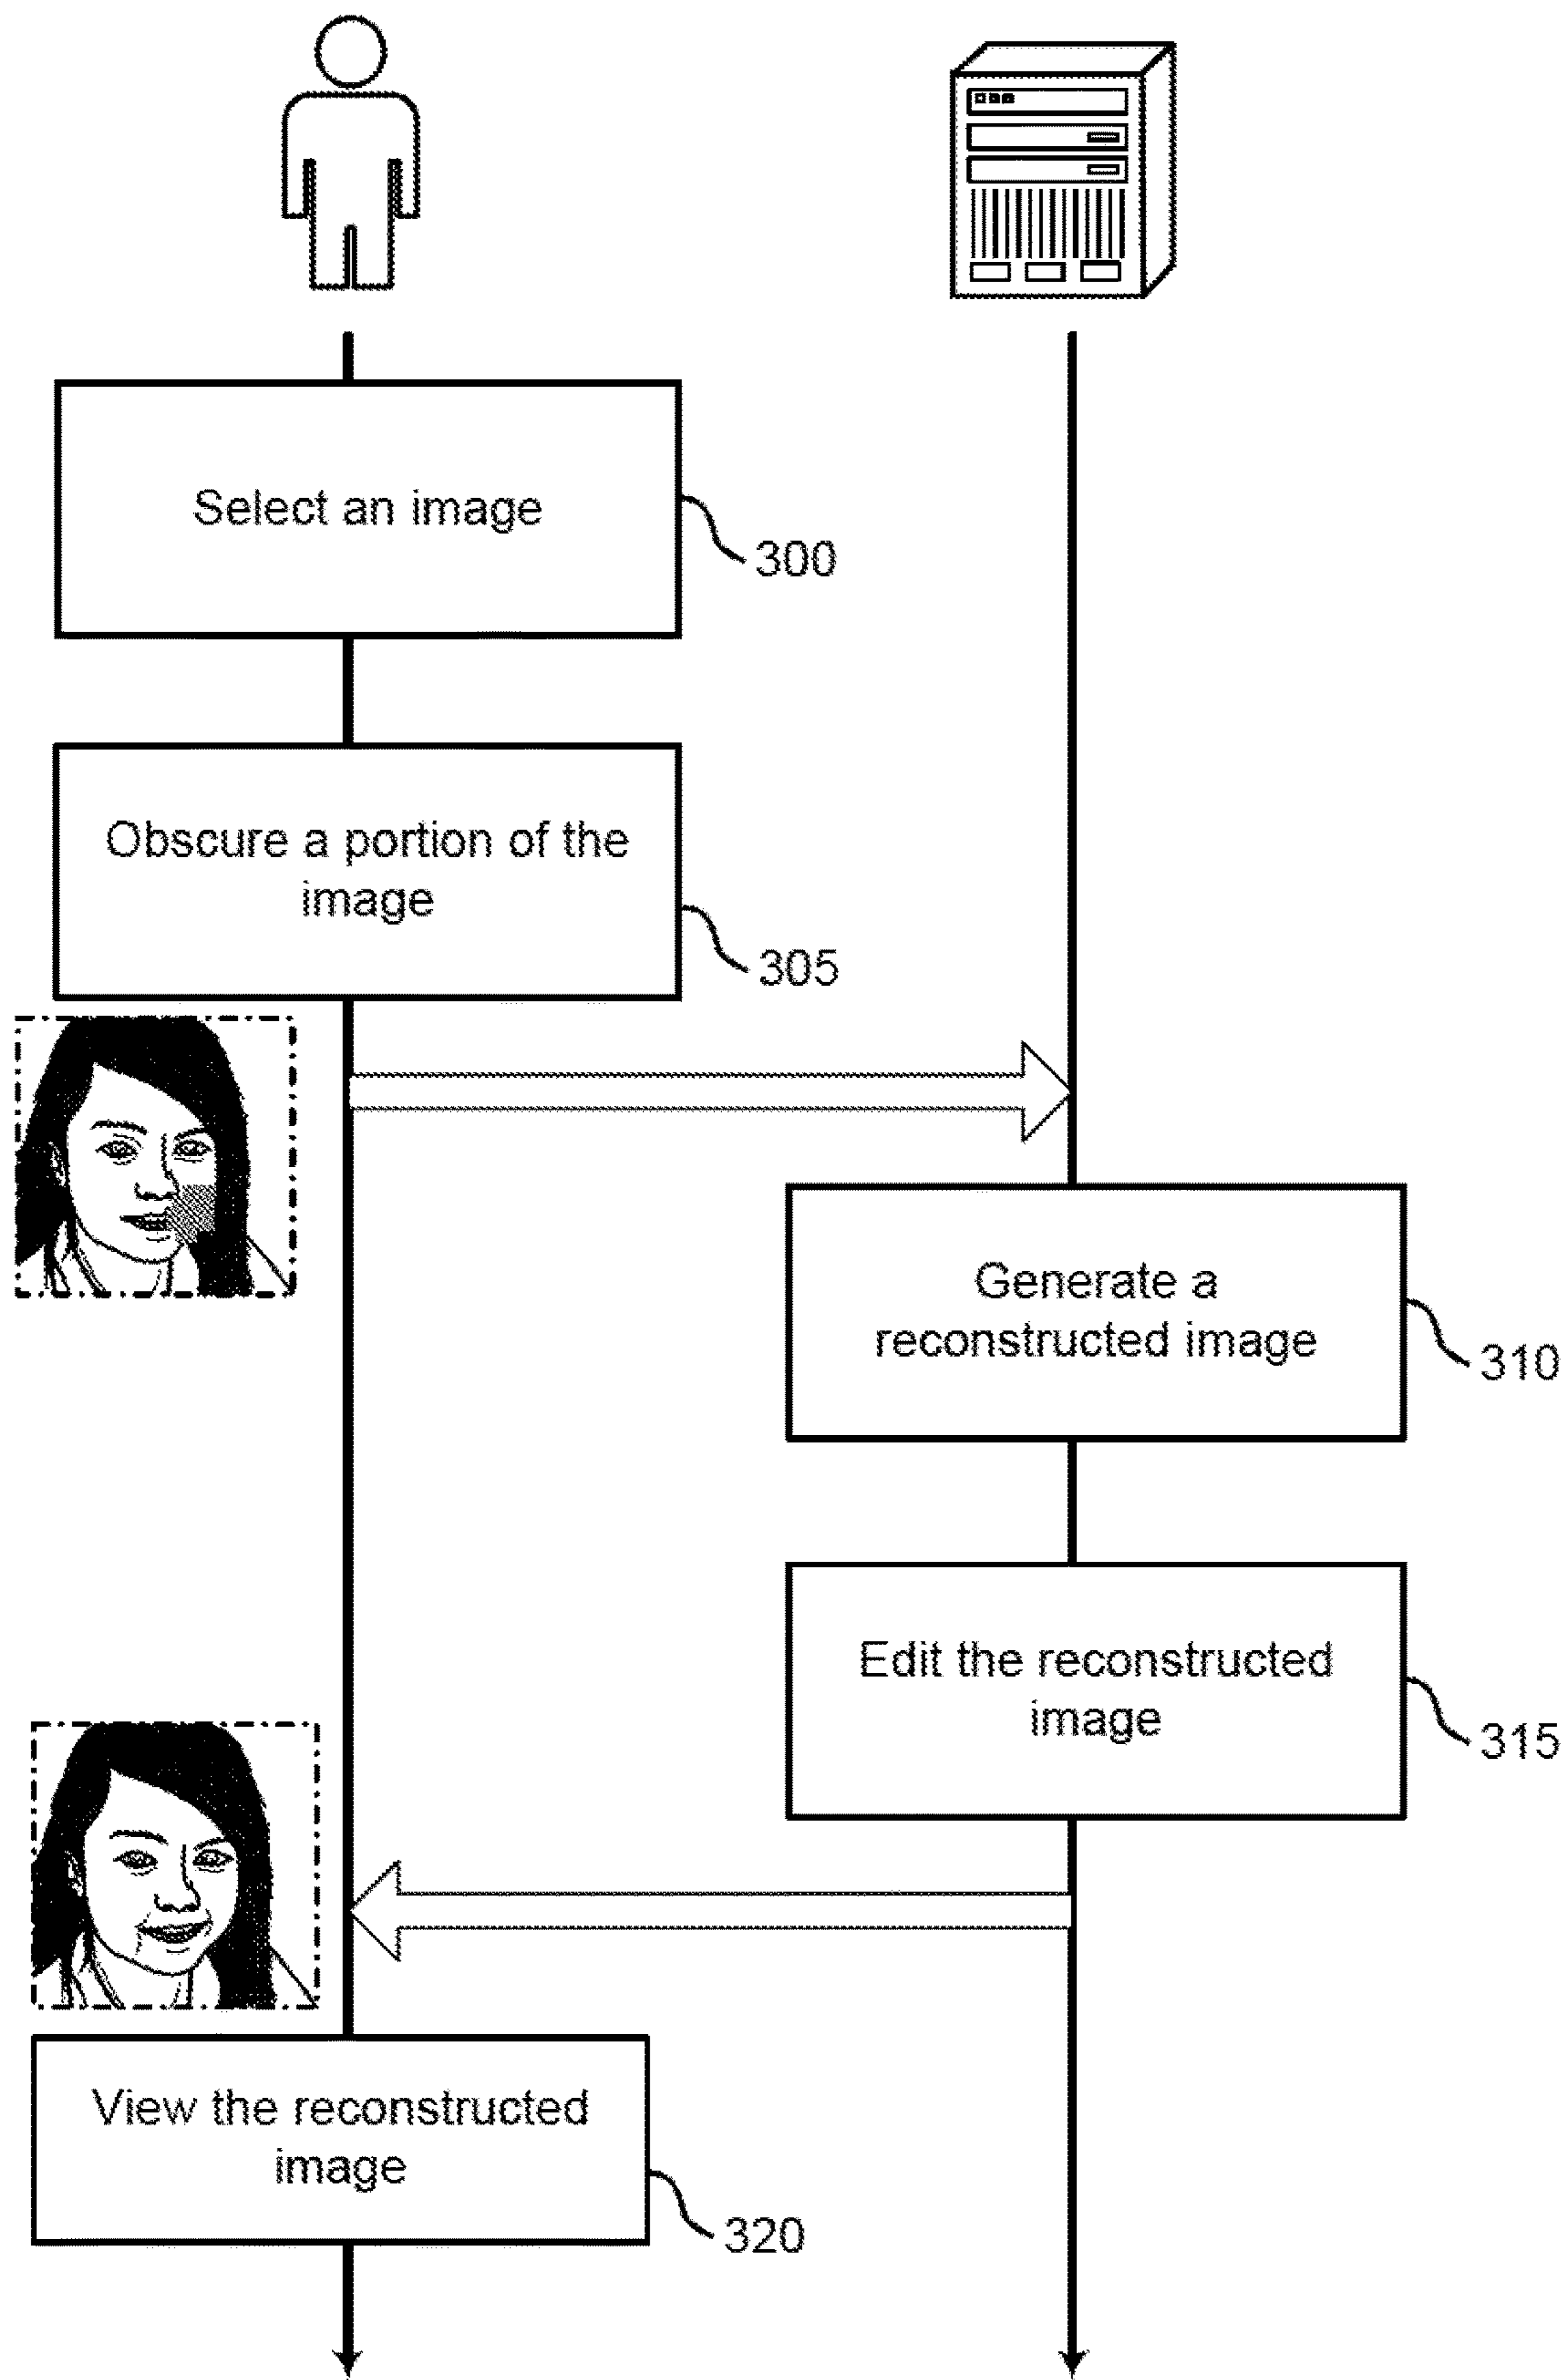 Select an image
300
Obscure a portion of the
image
305
Generate a
reconstructed image
310
Edit the reconstructed
image
315
View the reconstructed
image
320